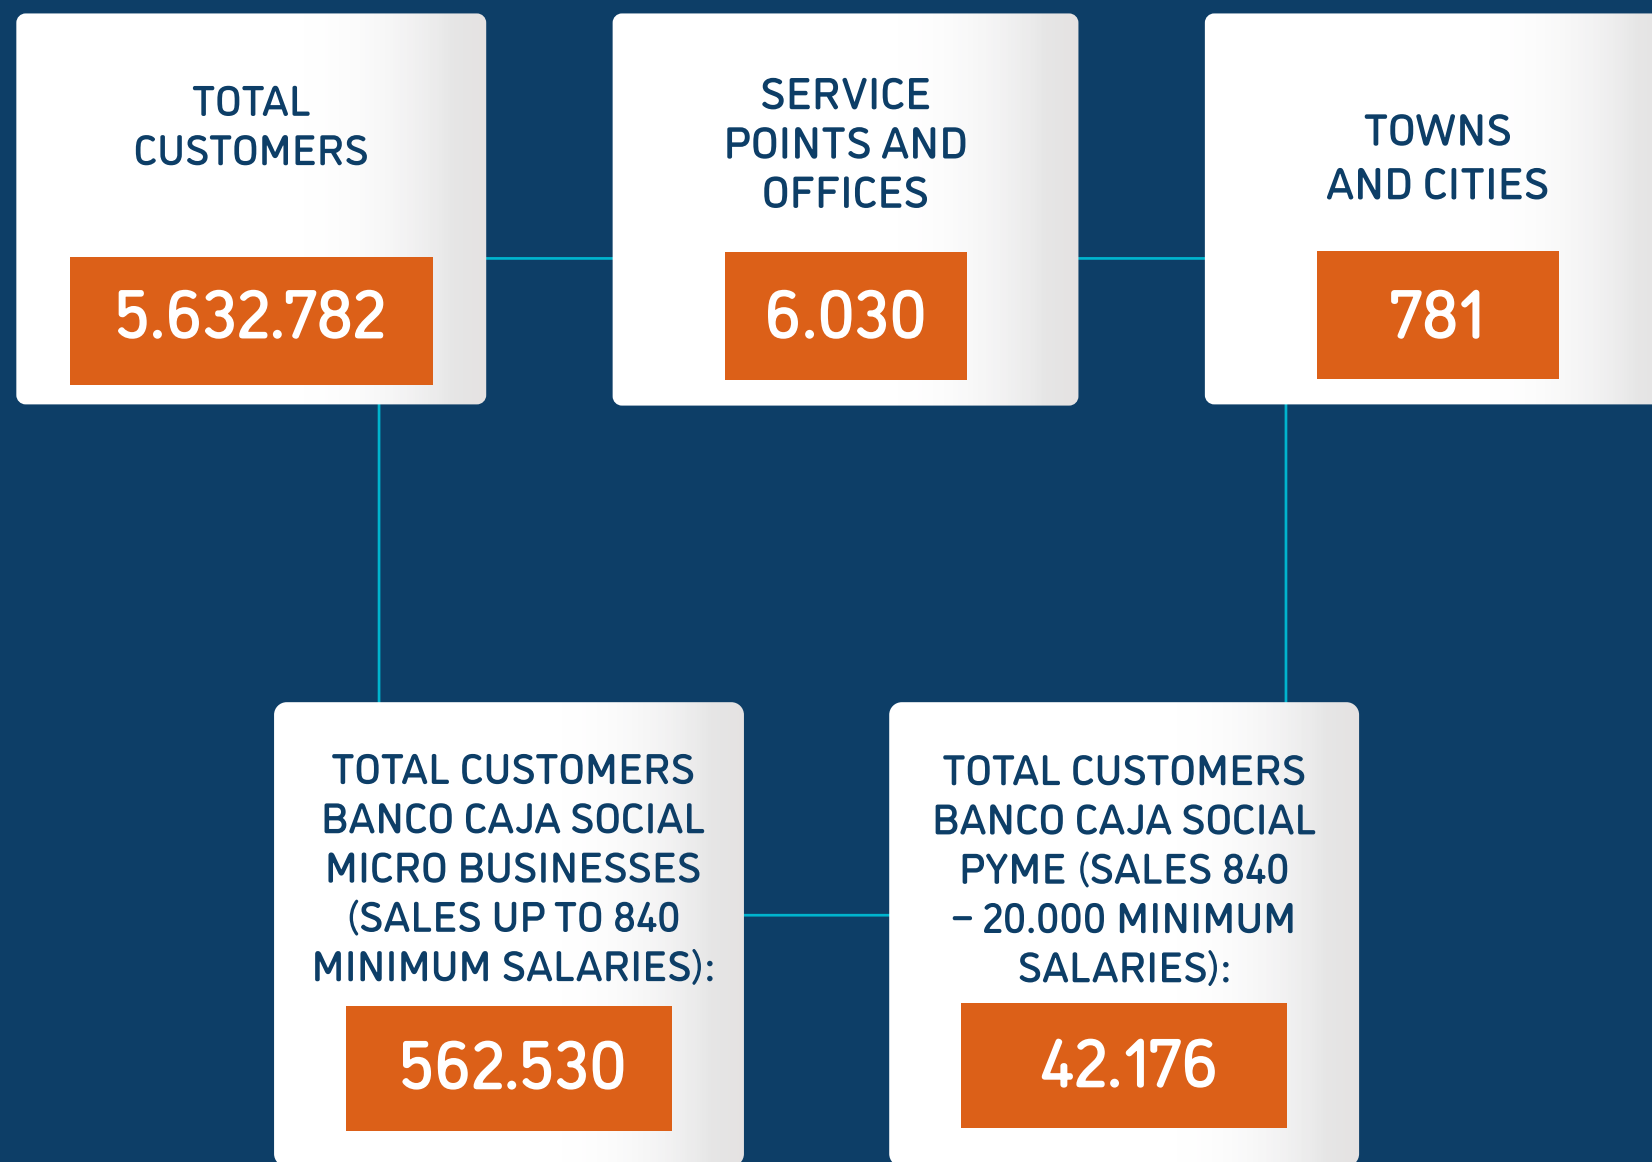 TOTAL
CUSTOMERS
5.632.782
SERVICE
POINTS AND
OFFICES
6.030
TOWNS
AND CITIES
781
TOTAL CUSTOMERS
BANCO CAJA SOCIAL
MICRO BUSINESSES
(SALES UP TO 840
MINIMUM SALARIES):
562.530
TOTAL CUSTOMERS
BANCO CAJA SOCIAL
PYME (SALES 840
– 20.000 MINIMUM
SALARIES):
42.176